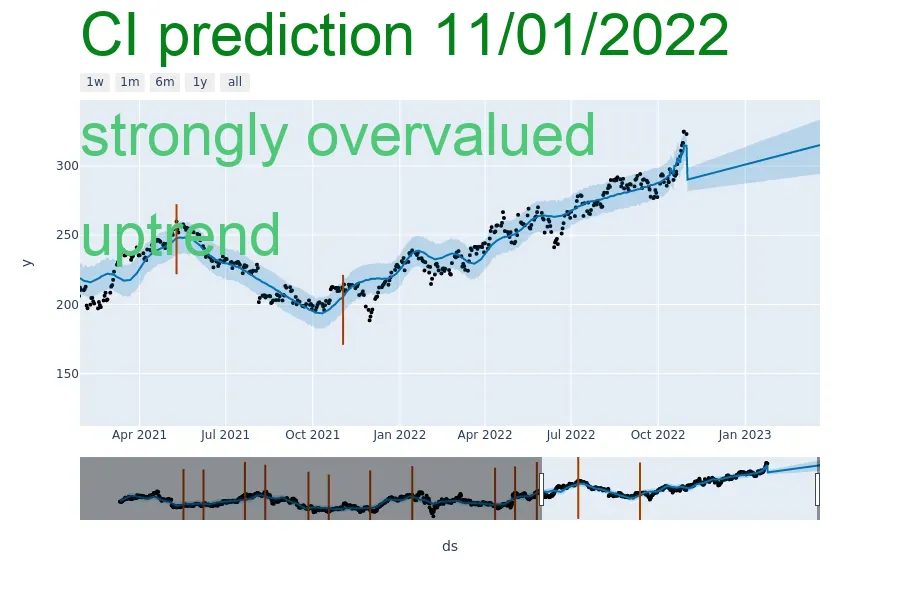 CI prediction 11/01/2022
1w 1m 6m 1y all
strongly overvalued
uptrend
300
250
200
150
y
Apr 2021 Jul 2021 Oct 2021 Jan 2022 Apr 2022 Jul 2022 Oct 2022 Jan 2023
ds